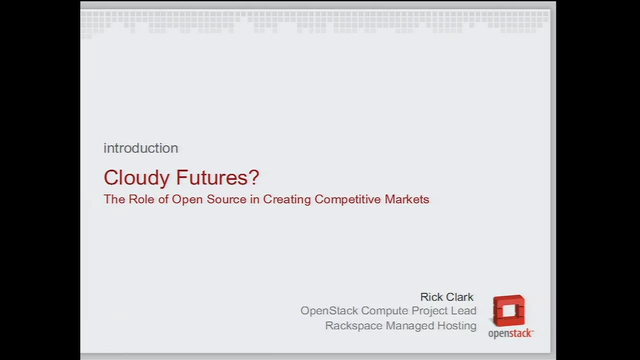 introduction
Cloudy Futures?
The Role of Open Source in Creating Competitive Markets
Rick Clark
OpenStack Compute Project Lead
Rackspace Managed Hosting
openstack™